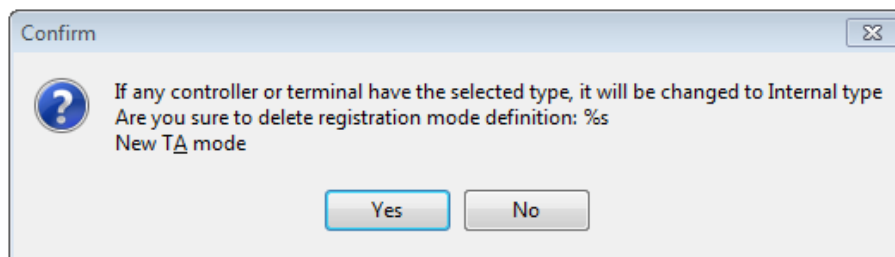 Confirm
If any controller or terminal have the selected type, it will be changed to Internal type
Are you sure to delete registration mode definition: %s
New TA mode
Yes No